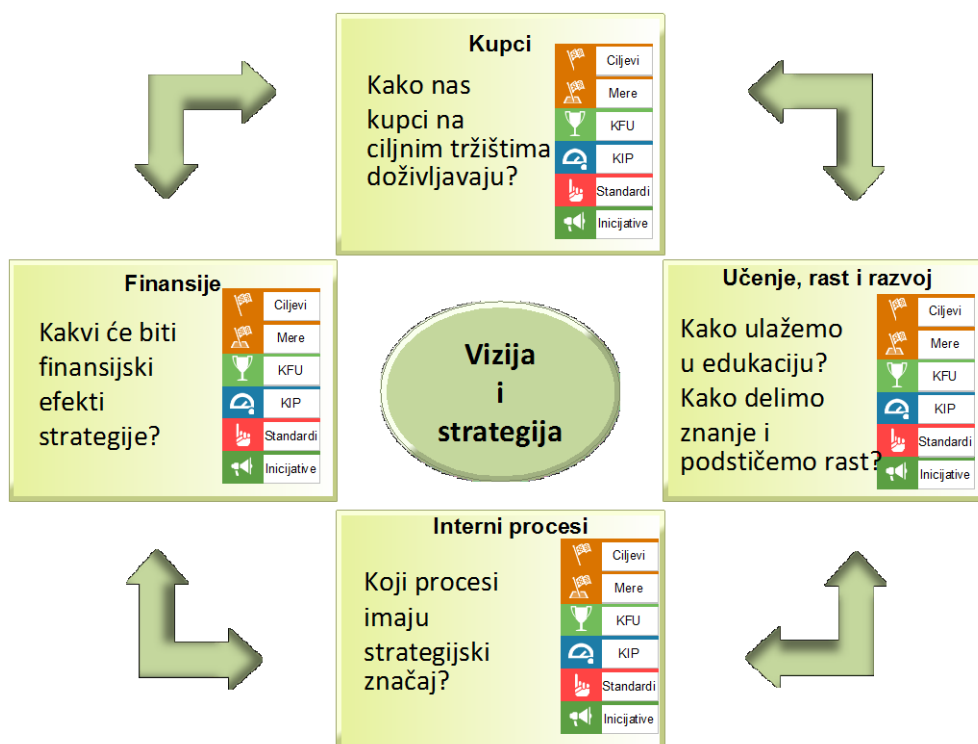 Kupci
Kako nas
kupci na
ciljnim tržištima
doživljavaju?
Ciljevi
Mere
KFU
KIP
Standardi
Inicijative
Finansije
Kakvi će biti
finansijski
efekti
strategije?
Ciljevi
Mere
KFU
KIP
Standardi
Inicijative
Vizija
i
strategija
Učenje, rast i razvoj
Kako ulažemo
u edukaciju?
Kako delimo
znanje i
podstičemo rast?
Ciljevi
Mere
KFU
KIP
Standardi
Inicijative
Interni procesi
Koji procesi
imaju
strategijski
značaj?
Ciljevi
Mere
KFU
KIP
Standardi
Inicijative